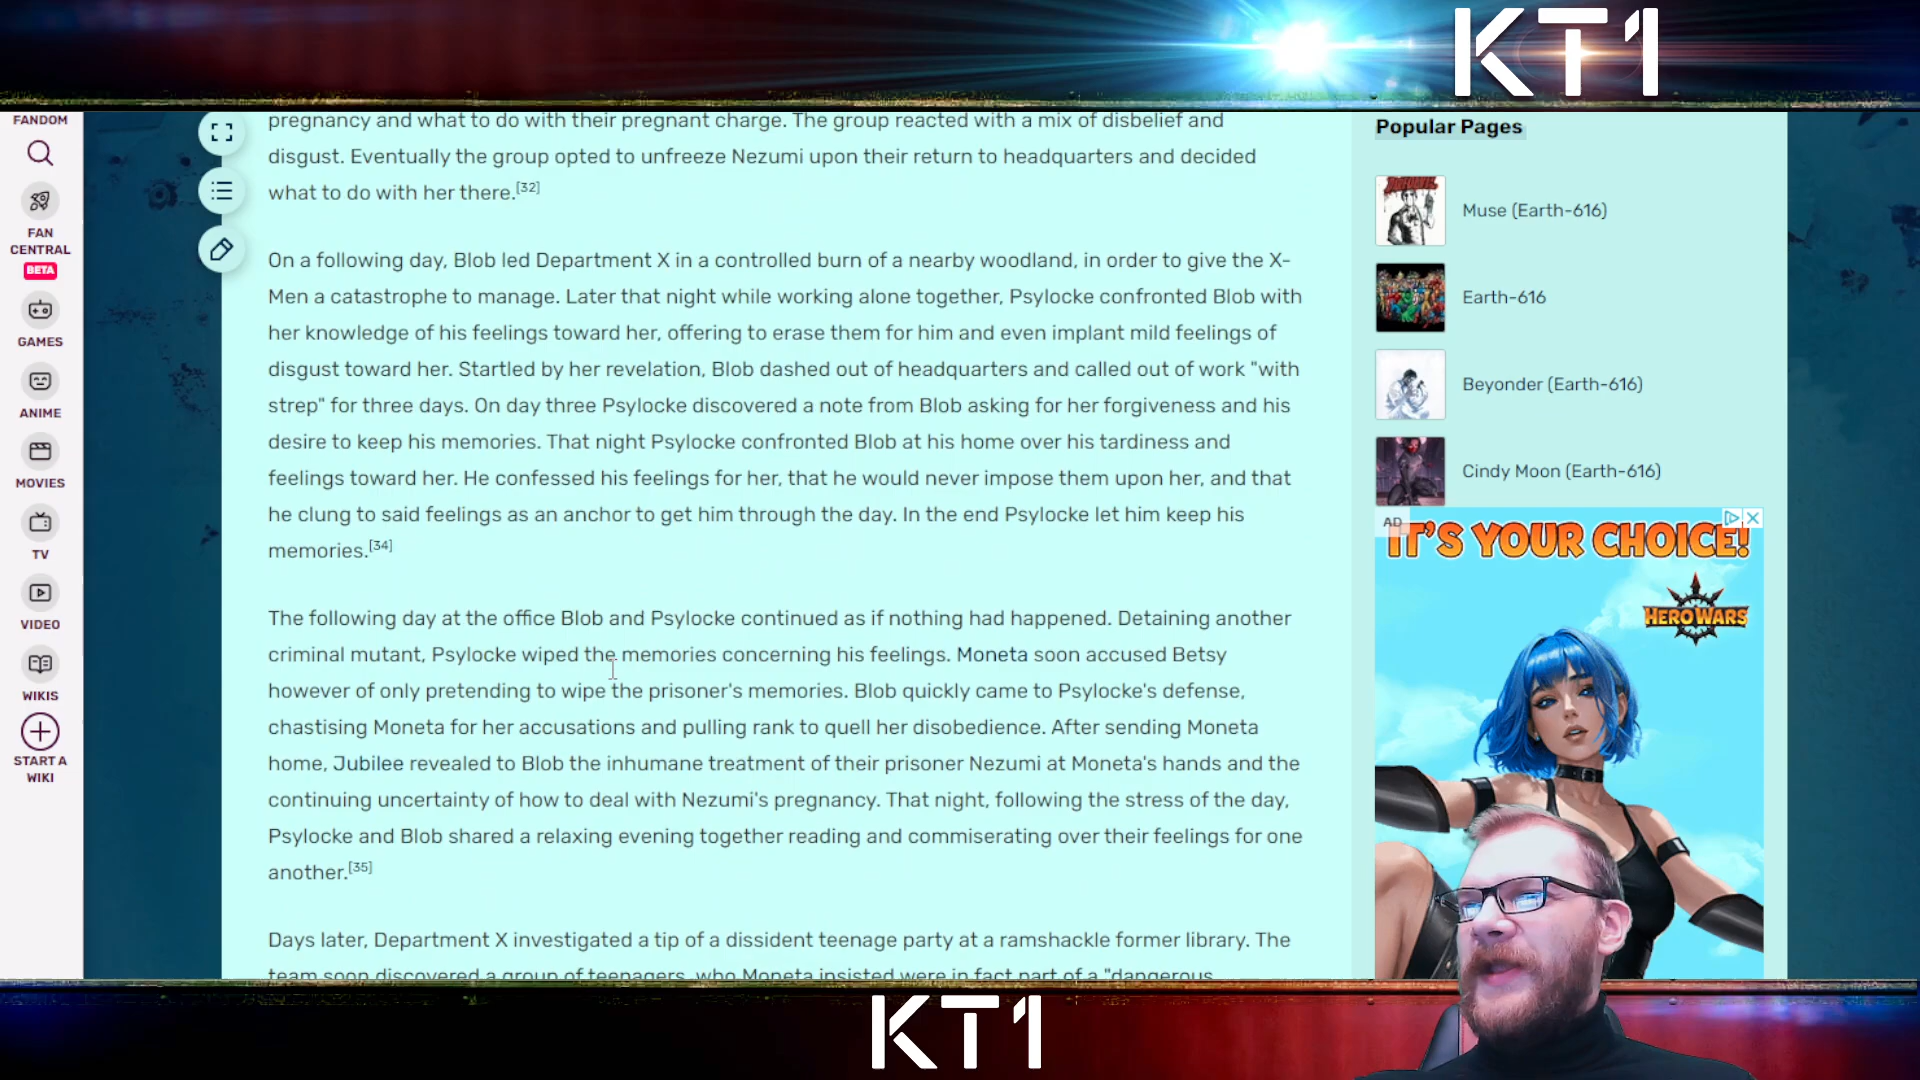 KT1
FANDOM
FAN
CENTRAL
BETA
GAMES
ANIME
MOVIES
TV
VIDEO
WIKIS
START A
WIKI
pregnancy and what to do with their pregnant charge. The group reacted with a mix of disbelief and
disgust. Eventually the group opted to unfreeze Nezumi upon their return to headquarters and decided
what to do with her there.[32]
On a following day, Blob led Department X in a controlled burn of a nearby woodland, in order to give the X-
Men a catastrophe to manage. Later that night while working alone together, Psylocke confronted Blob with
her knowledge of his feelings toward her, offering to erase them for him and even implant mild feelings of
disgust toward her. Startled by her revelation, Blob dashed out of headquarters and called out of work "with
strep" for three days. On day three Psylocke discovered a note from Blob asking for her forgiveness and his
desire to keep his memories. That night Psylocke confronted Blob at his home over his tardiness and
feelings toward her. He confessed his feelings for her, that he would never impose them upon her, and that
he clung to said feelings as an anchor to get him through the day. In the end Psylocke let him keep his
memories.[34]
The following day at the office Blob and Psylocke continued as if nothing had happened. Detaining another
criminal mutant, Psylocke wiped the memories concerning his feelings. Moneta soon accused Betsy
however of only pretending to wipe the prisoner's memories. Blob quickly came to Psylocke's defense,
chastising Moneta for her accusations and pulling rank to quell her disobedience. After sending Moneta
home, Jubilee revealed to Blob the inhumane treatment of their prisoner Nezumi at Moneta's hands and the
continuing uncertainty of how to deal with Nezumi's pregnancy. That night, following the stress of the day,
Psylocke and Blob shared a relaxing evening together reading and commiserating over their feelings for one
another.[35]
Days later, Department X investigated a tip of a dissident teenage party at a ramshackle former library. The
team soon discovered a group of teenagers, who Moneta insisted were in fact part of a "dangerous
Popular Pages
Muse (Earth-616)
Earth-616
Beyonder (Earth-616)
Cindy Moon (Earth-616)
AD
IT'S YOUR CHOICE!
HERO WARS
KT1